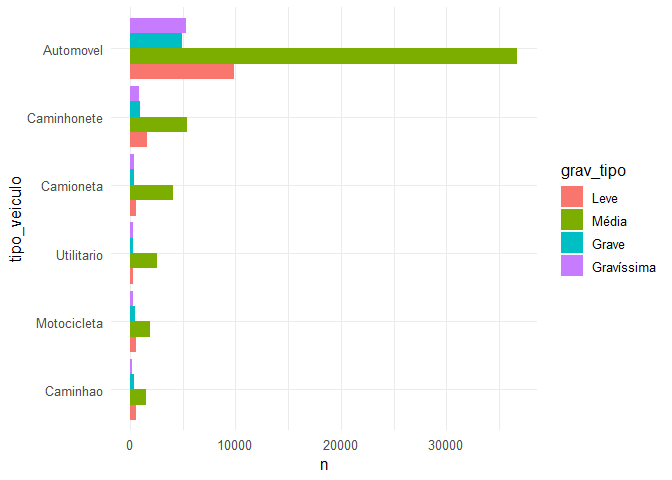 tipo_veiculo
Automovel
Caminhonete
Camioneta
Utilitario
Motocicleta
Caminhao
0
10000
20000
30000
n
grav_tipo
Leve
Média
Grave
Gravíssima